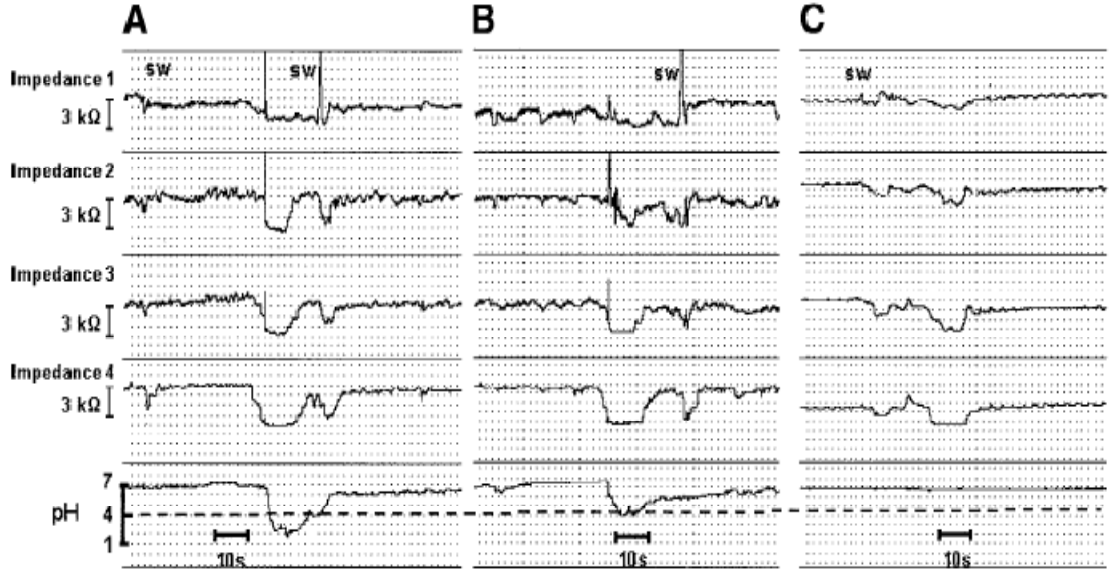 A B C
sw sw sw sw
Impedance 1
3 kΩ
Impedance 2
3 kΩ
Impedance 3
3 kΩ
Impedance 4
3 kΩ
7
pH 4
1
10s 10s 10s